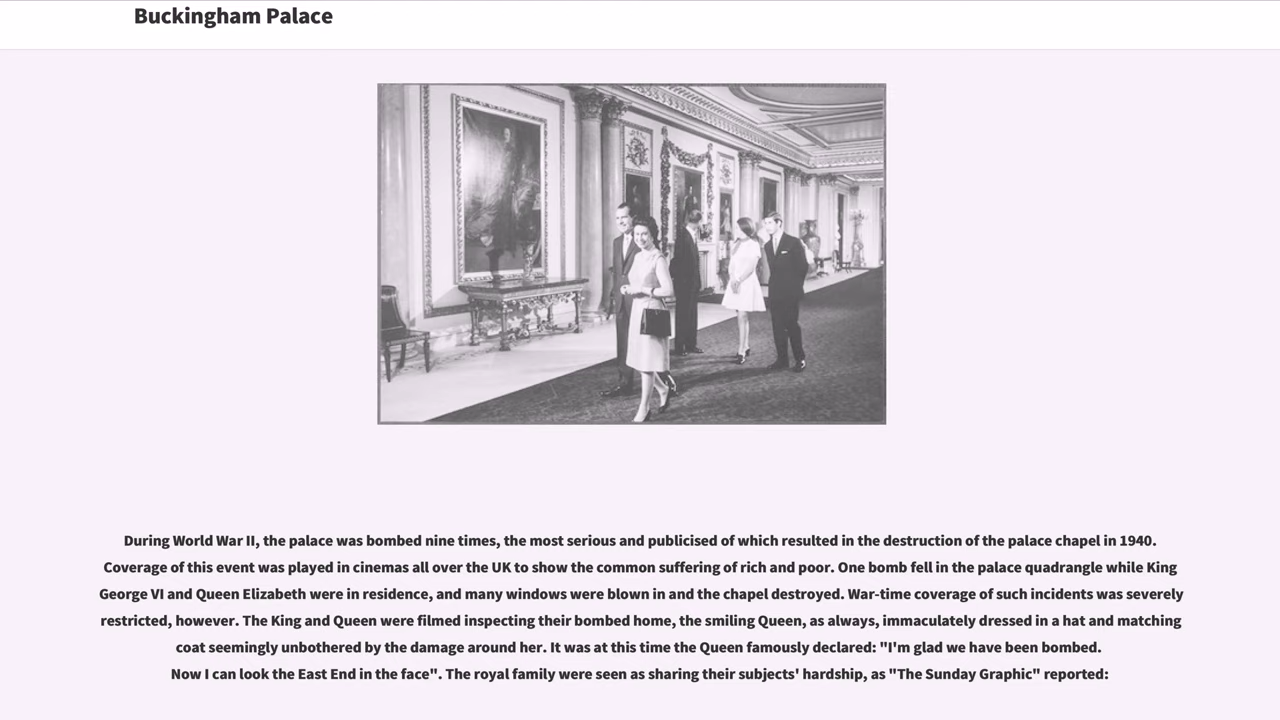 Buckingham Palace
During World War II, the palace was bombed nine times, the most serious and publicised of which resulted in the destruction of the palace chapel in 1940.
Coverage of this event was played in cinemas all over the UK to show the common suffering of rich and poor. One bomb fell in the palace quadrangle while King
George VI and Queen Elizabeth were in residence, and many windows were blown in and the chapel destroyed. War-time coverage of such incidents was severely
restricted, however. The King and Queen were filmed inspecting their bombed home, the smiling Queen, as always, immaculately dressed in a hat and matching
coat seemingly unbothered by the damage around her. It was at this time the Queen famously declared: "I'm glad we have been bombed.
Now I can look the East End in the face". The royal family were seen as sharing their subjects' hardship, as "The Sunday Graphic" reported: